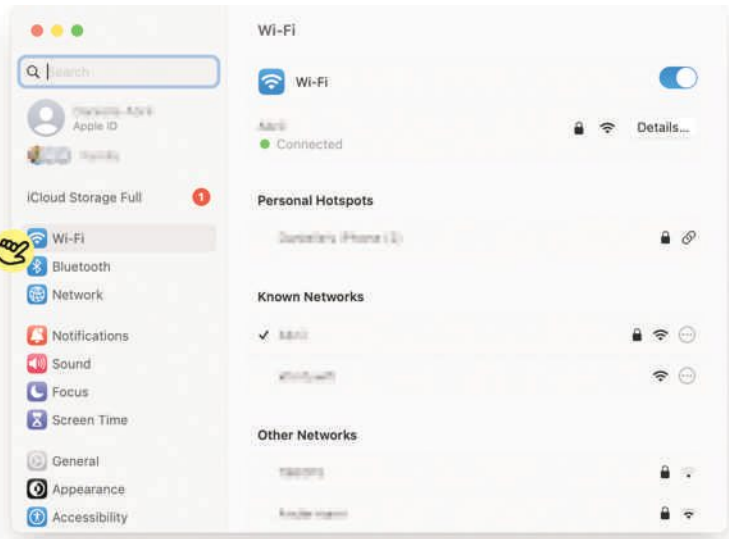 Wi-Fi
Search
Apple ID
iCloud Storage Full 1
Wi-Fi
Bluetooth
Network
Notifications
Sound
Focus
Screen Time
General
Appearance
Accessibility
Wi-Fi
Connected
Details...
Personal Hotspots
Known Networks
Other Networks